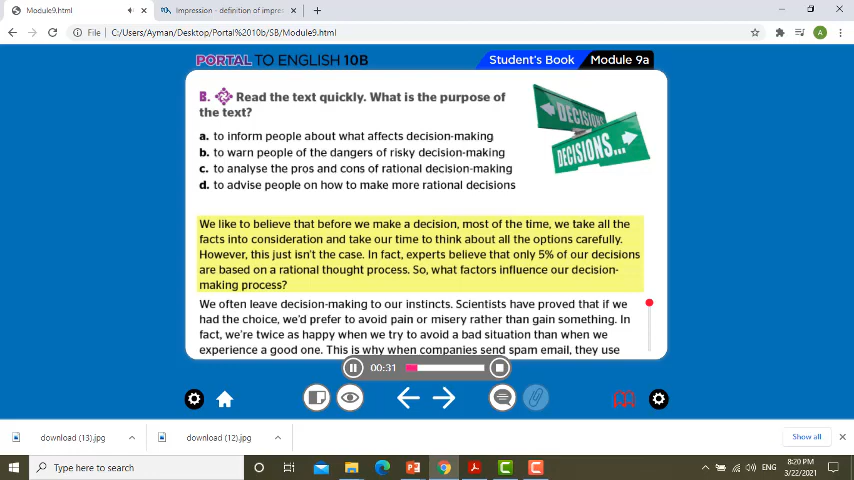 Module9.html
Impression - definition of impres
File
C:/Users/Ayman/Desktop/Portal%2010b/SB/Module9.html
A
PORTAL TO ENGLISH 10B
Student's Book
Module 9a
B. Read the text quickly. What is the purpose of
the text?
a. to inform people about what affects decision-making
b. to warn people of the dangers of risky decision-making
c. to analyse the pros and cons of rational decision-making
d. to advise people on how to make more rational decisions
DECISIONS
DECISIONS...
We like to believe that before we make a decision, most of the time, we take all the
facts into consideration and take our time to think about all the options carefully.
However, this just isn't the case. In fact, experts believe that only 5% of our decisions
are based on a rational thought process. So, what factors influence our decision-
making process?
We often leave decision-making to our instincts. Scientists have proved that if we
had the choice, we'd prefer to avoid pain or misery rather than gain something. In
fact, we're twice as happy when we try to avoid a bad situation than when we
experience a good one. This is why when companies send spam email, they use
00:31
download (13).jpg
download (12).jpg
Show all
Type here to search
ENG
8:20 PM
3/22/2021